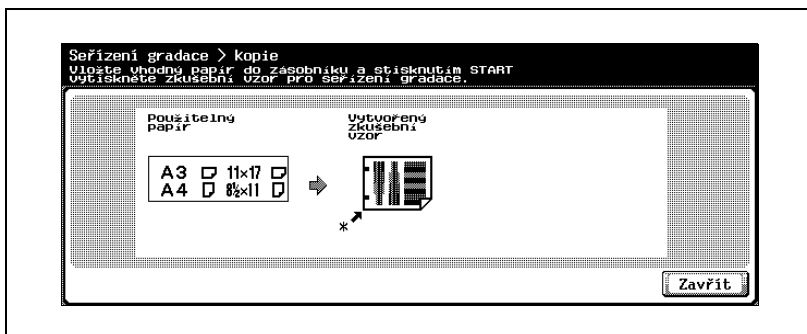 Seřízení gradace > kopie
Vložte vhodný papír do zásobníku a stisknutím START
vytiskněte zkušební vzor pro seřízení gradace.
Použitelný
papír
Vytvořený
zkušební
vzor
A3 11×17
A4 8½×11
*
Zavřít